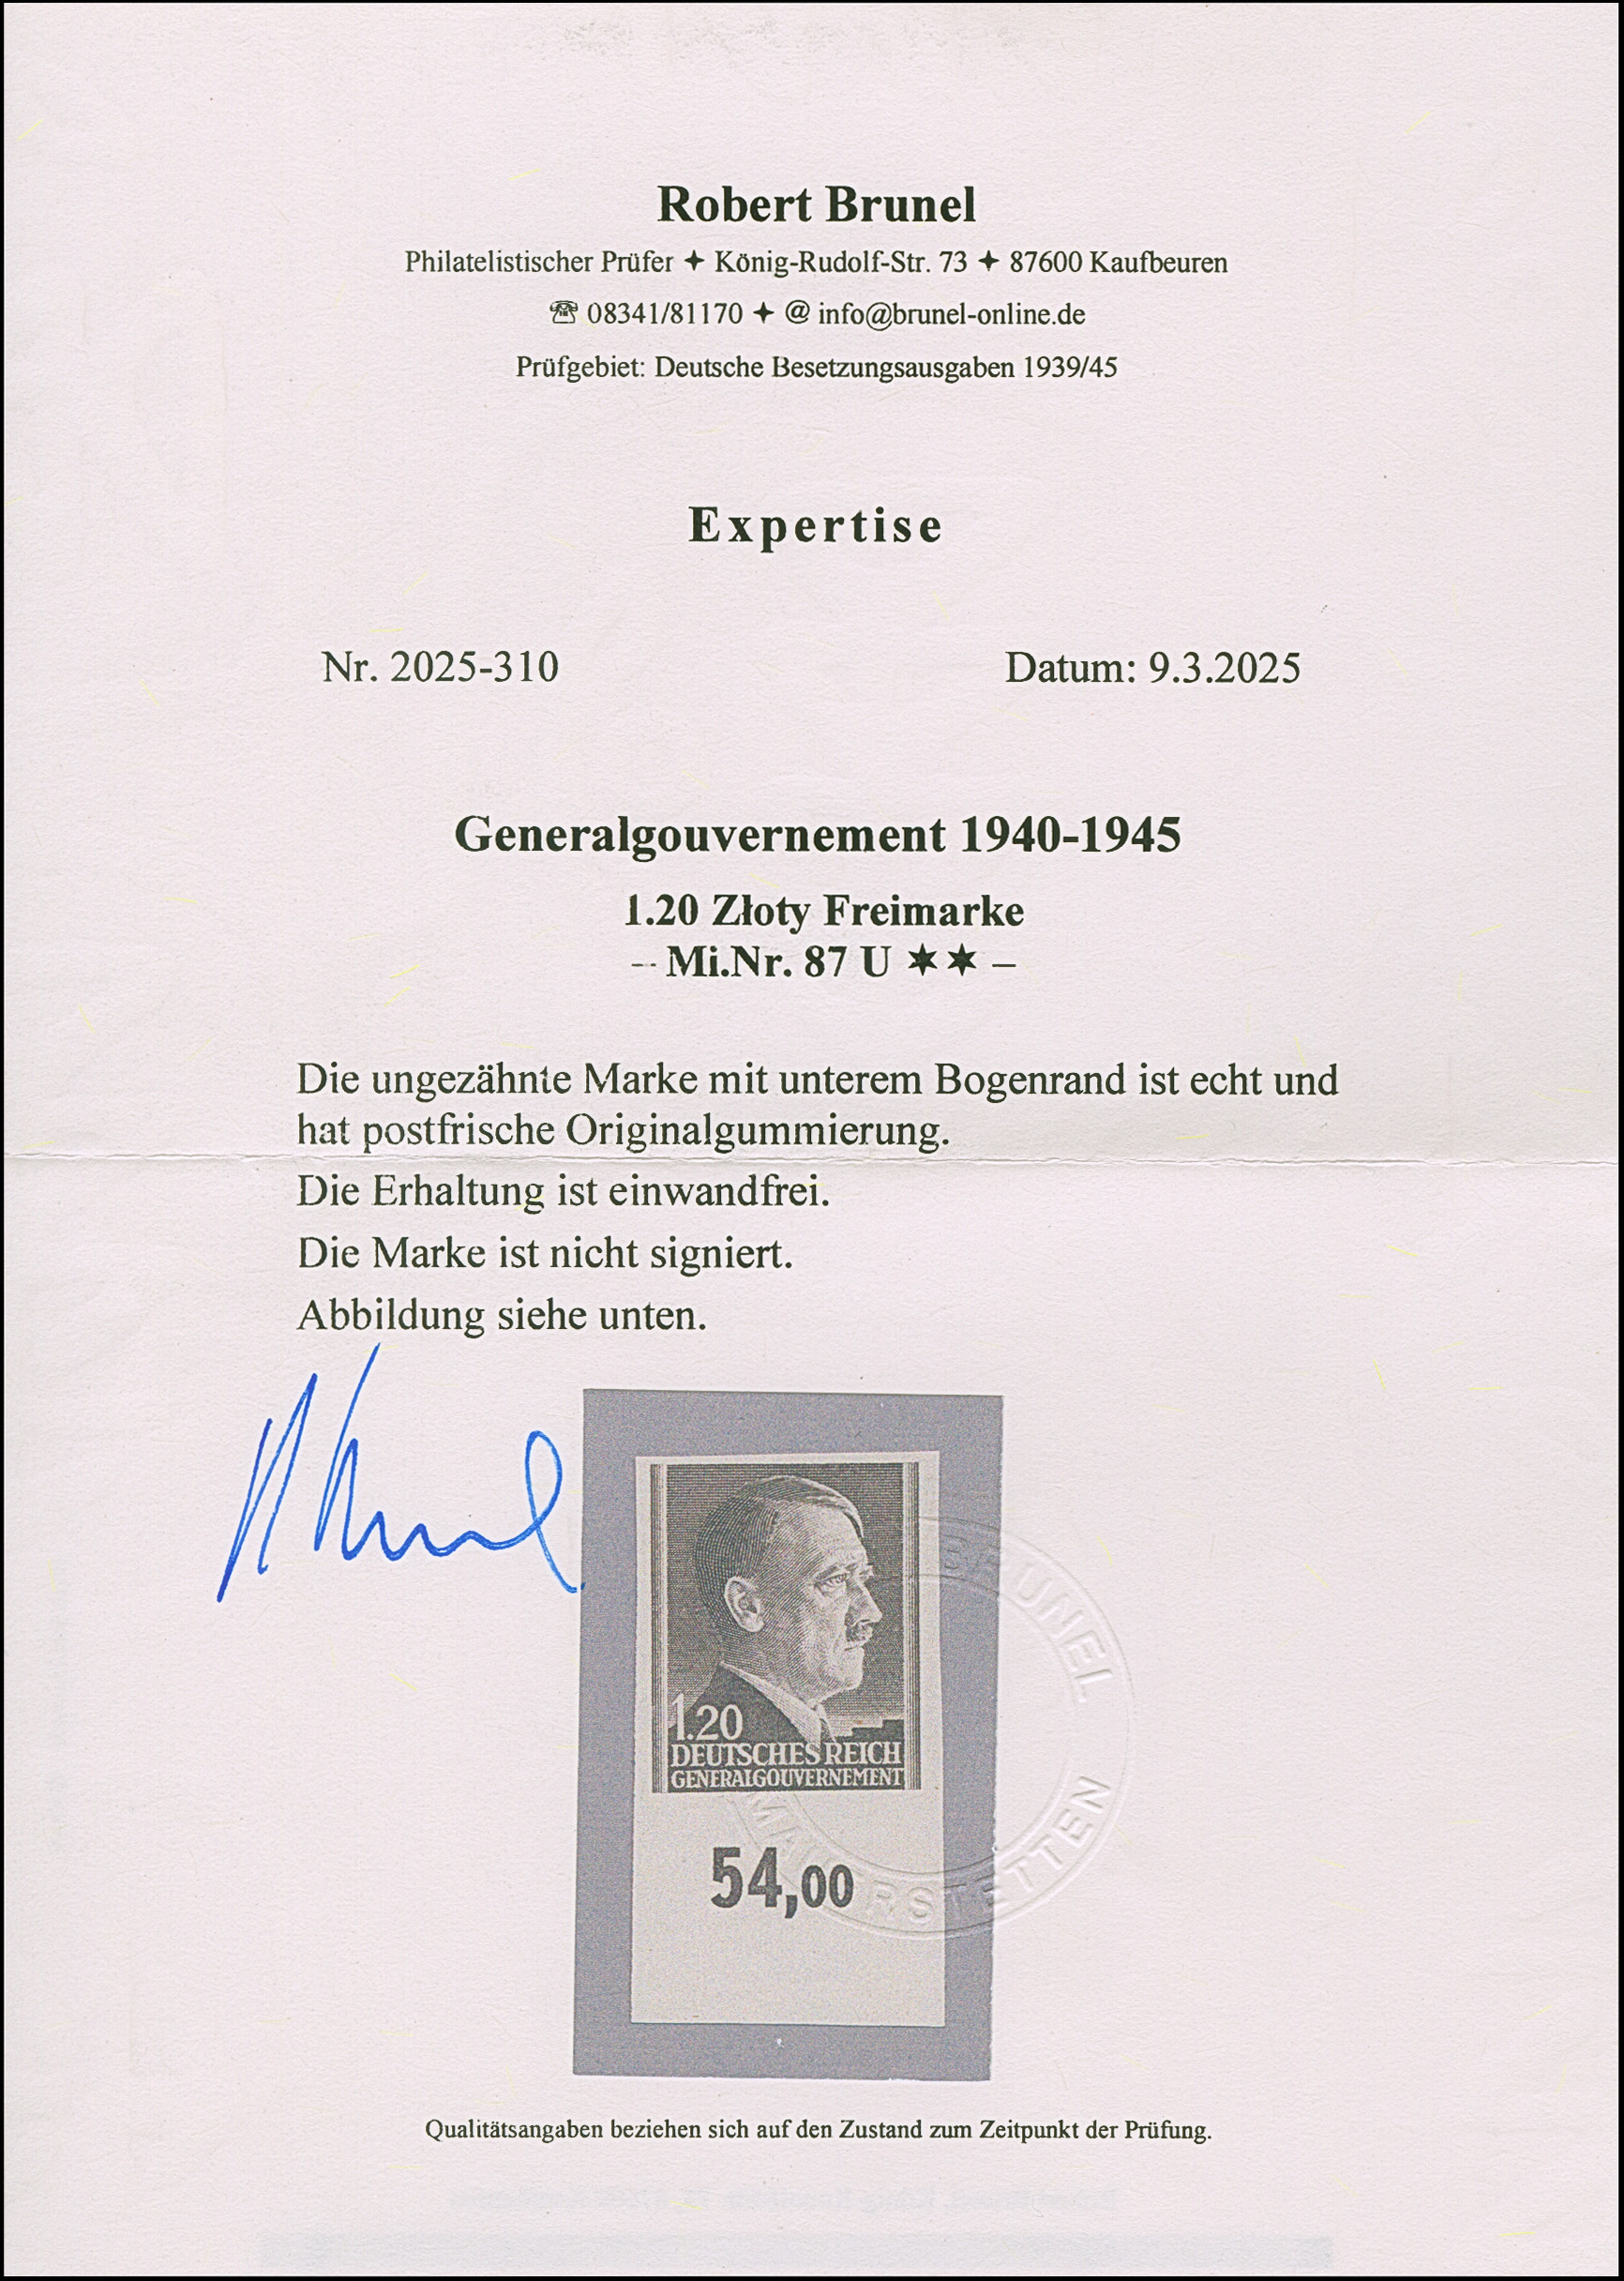 Robert Brunel
Philatelistischer Prüfer ✦ König-Rudolf-Str. 73 ✦ 87600 Kaufbeuren
☎ 08341/81170 ✦ @ info@brunel-online.de
Prüfgebiet: Deutsche Besetzungsausgaben 1939/45
Expertise
Nr. 2025-310 Datum: 9.3.2025
Generalgouvernement 1940-1945
1.20 Złoty Freimarke
– Mi.Nr. 87 U ✶✶ –
Die ungezähnte Marke mit unterem Bogenrand ist echt und
hat postfrische Originalgummierung.
Die Erhaltung ist einwandfrei.
Die Marke ist nicht signiert.
Abbildung siehe unten.
1.20
DEUTSCHES REICH
GENERALGOUVERNEMENT
54,00
BRUNEL
Qualitätsangaben beziehen sich auf den Zustand zum Zeitpunkt der Prüfung.